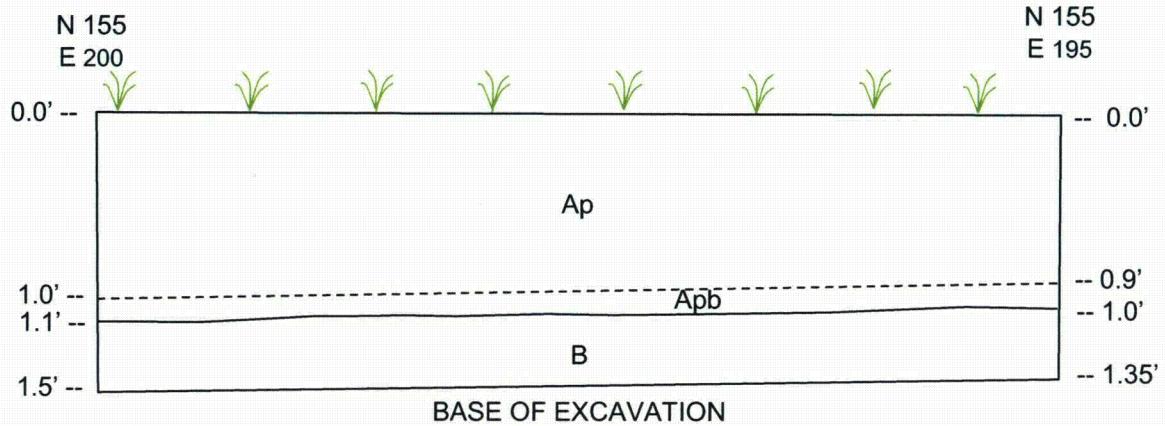 N 155
E 200
N 155
E 195
0.0' --
-- 0.0'
Ap
1.0' --
-- 0.9'
Apb
1.1' --
-- 1.0'
B
1.5' --
-- 1.35'
BASE OF EXCAVATION